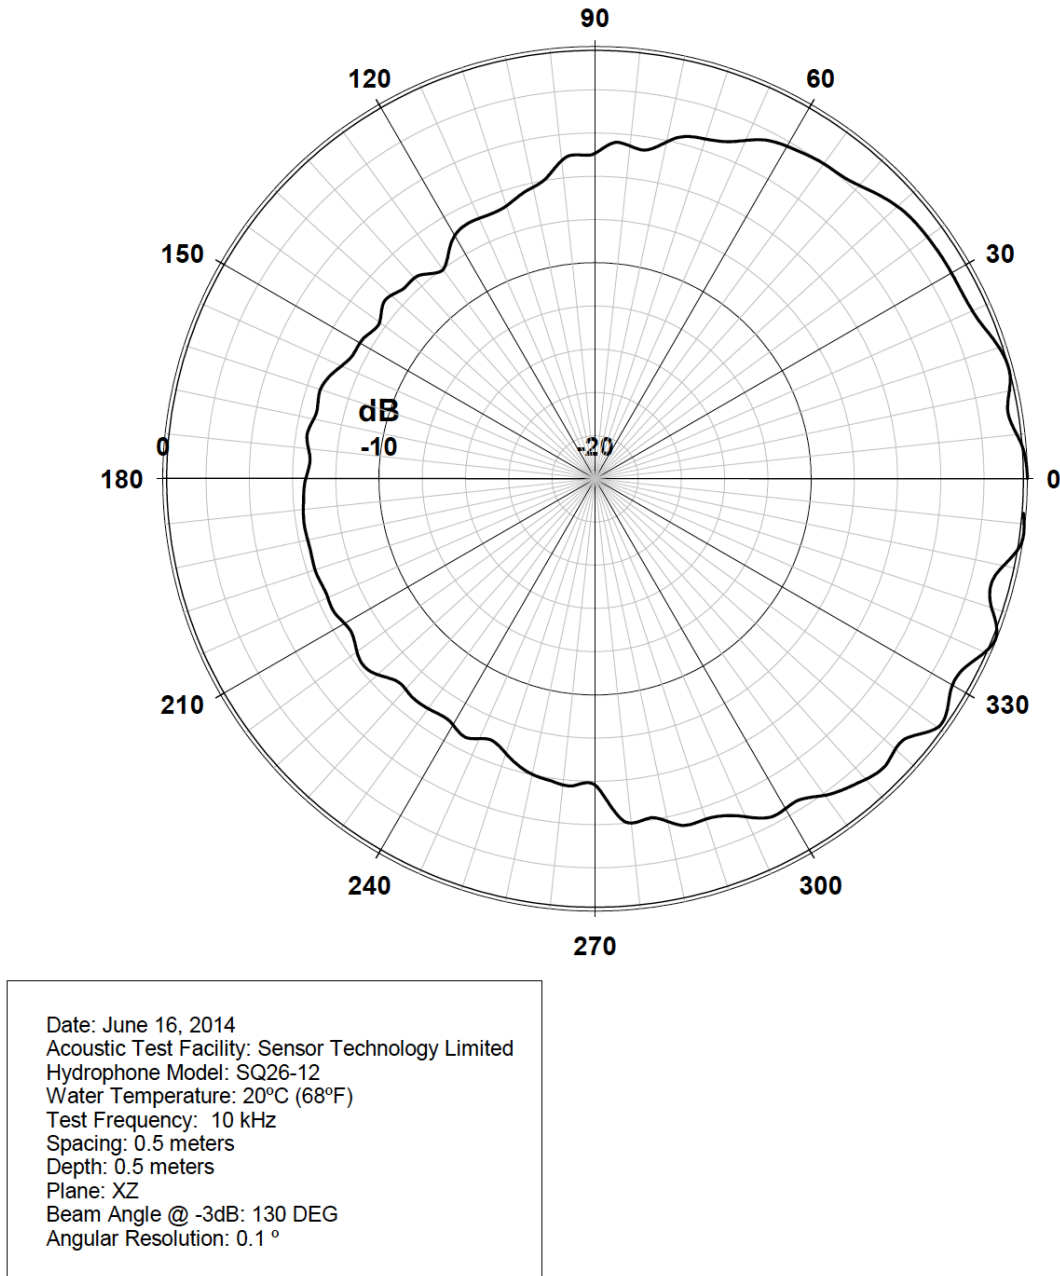 90
120
60
150
30
dB
0
-10
-20
180
0
210
330
240
300
270
Date: June 16, 2014
Acoustic Test Facility: Sensor Technology Limited
Hydrophone Model: SQ26-12
Water Temperature: 20ºC (68ºF)
Test Frequency:  10 kHz
Spacing: 0.5 meters
Depth: 0.5 meters
Plane: XZ
Beam Angle @ -3dB: 130 DEG
Angular Resolution: 0.1 º